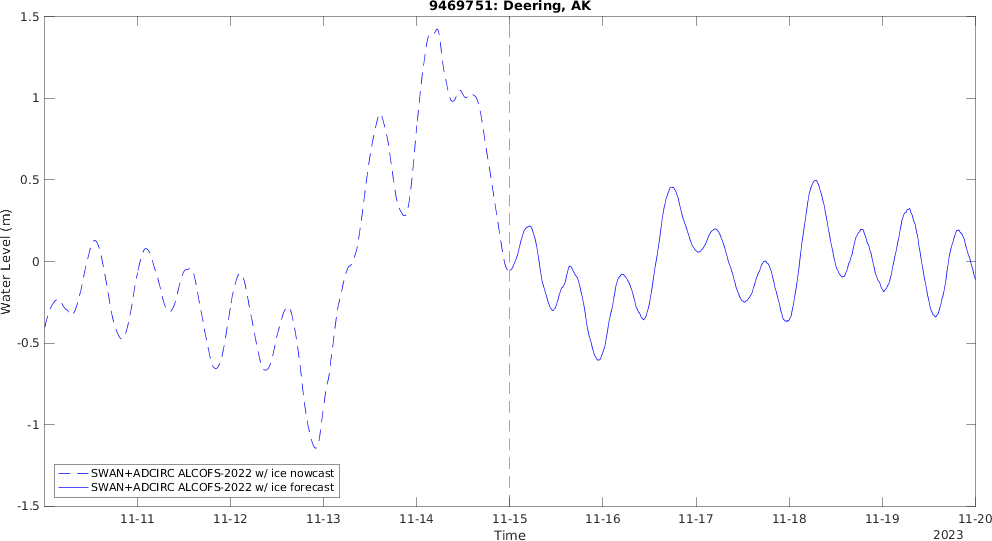 9469751: Deering, AK
1.5
1
0.5
0
-0.5
-1
-1.5
Water Level (m)
SWAN+ADCIRC ALCOFS-2022 w/ ice nowcast
SWAN+ADCIRC ALCOFS-2022 w/ ice forecast
11-11 11-12 11-13 11-14 11-15 11-16 11-17 11-18 11-19 11-20
Time
2023